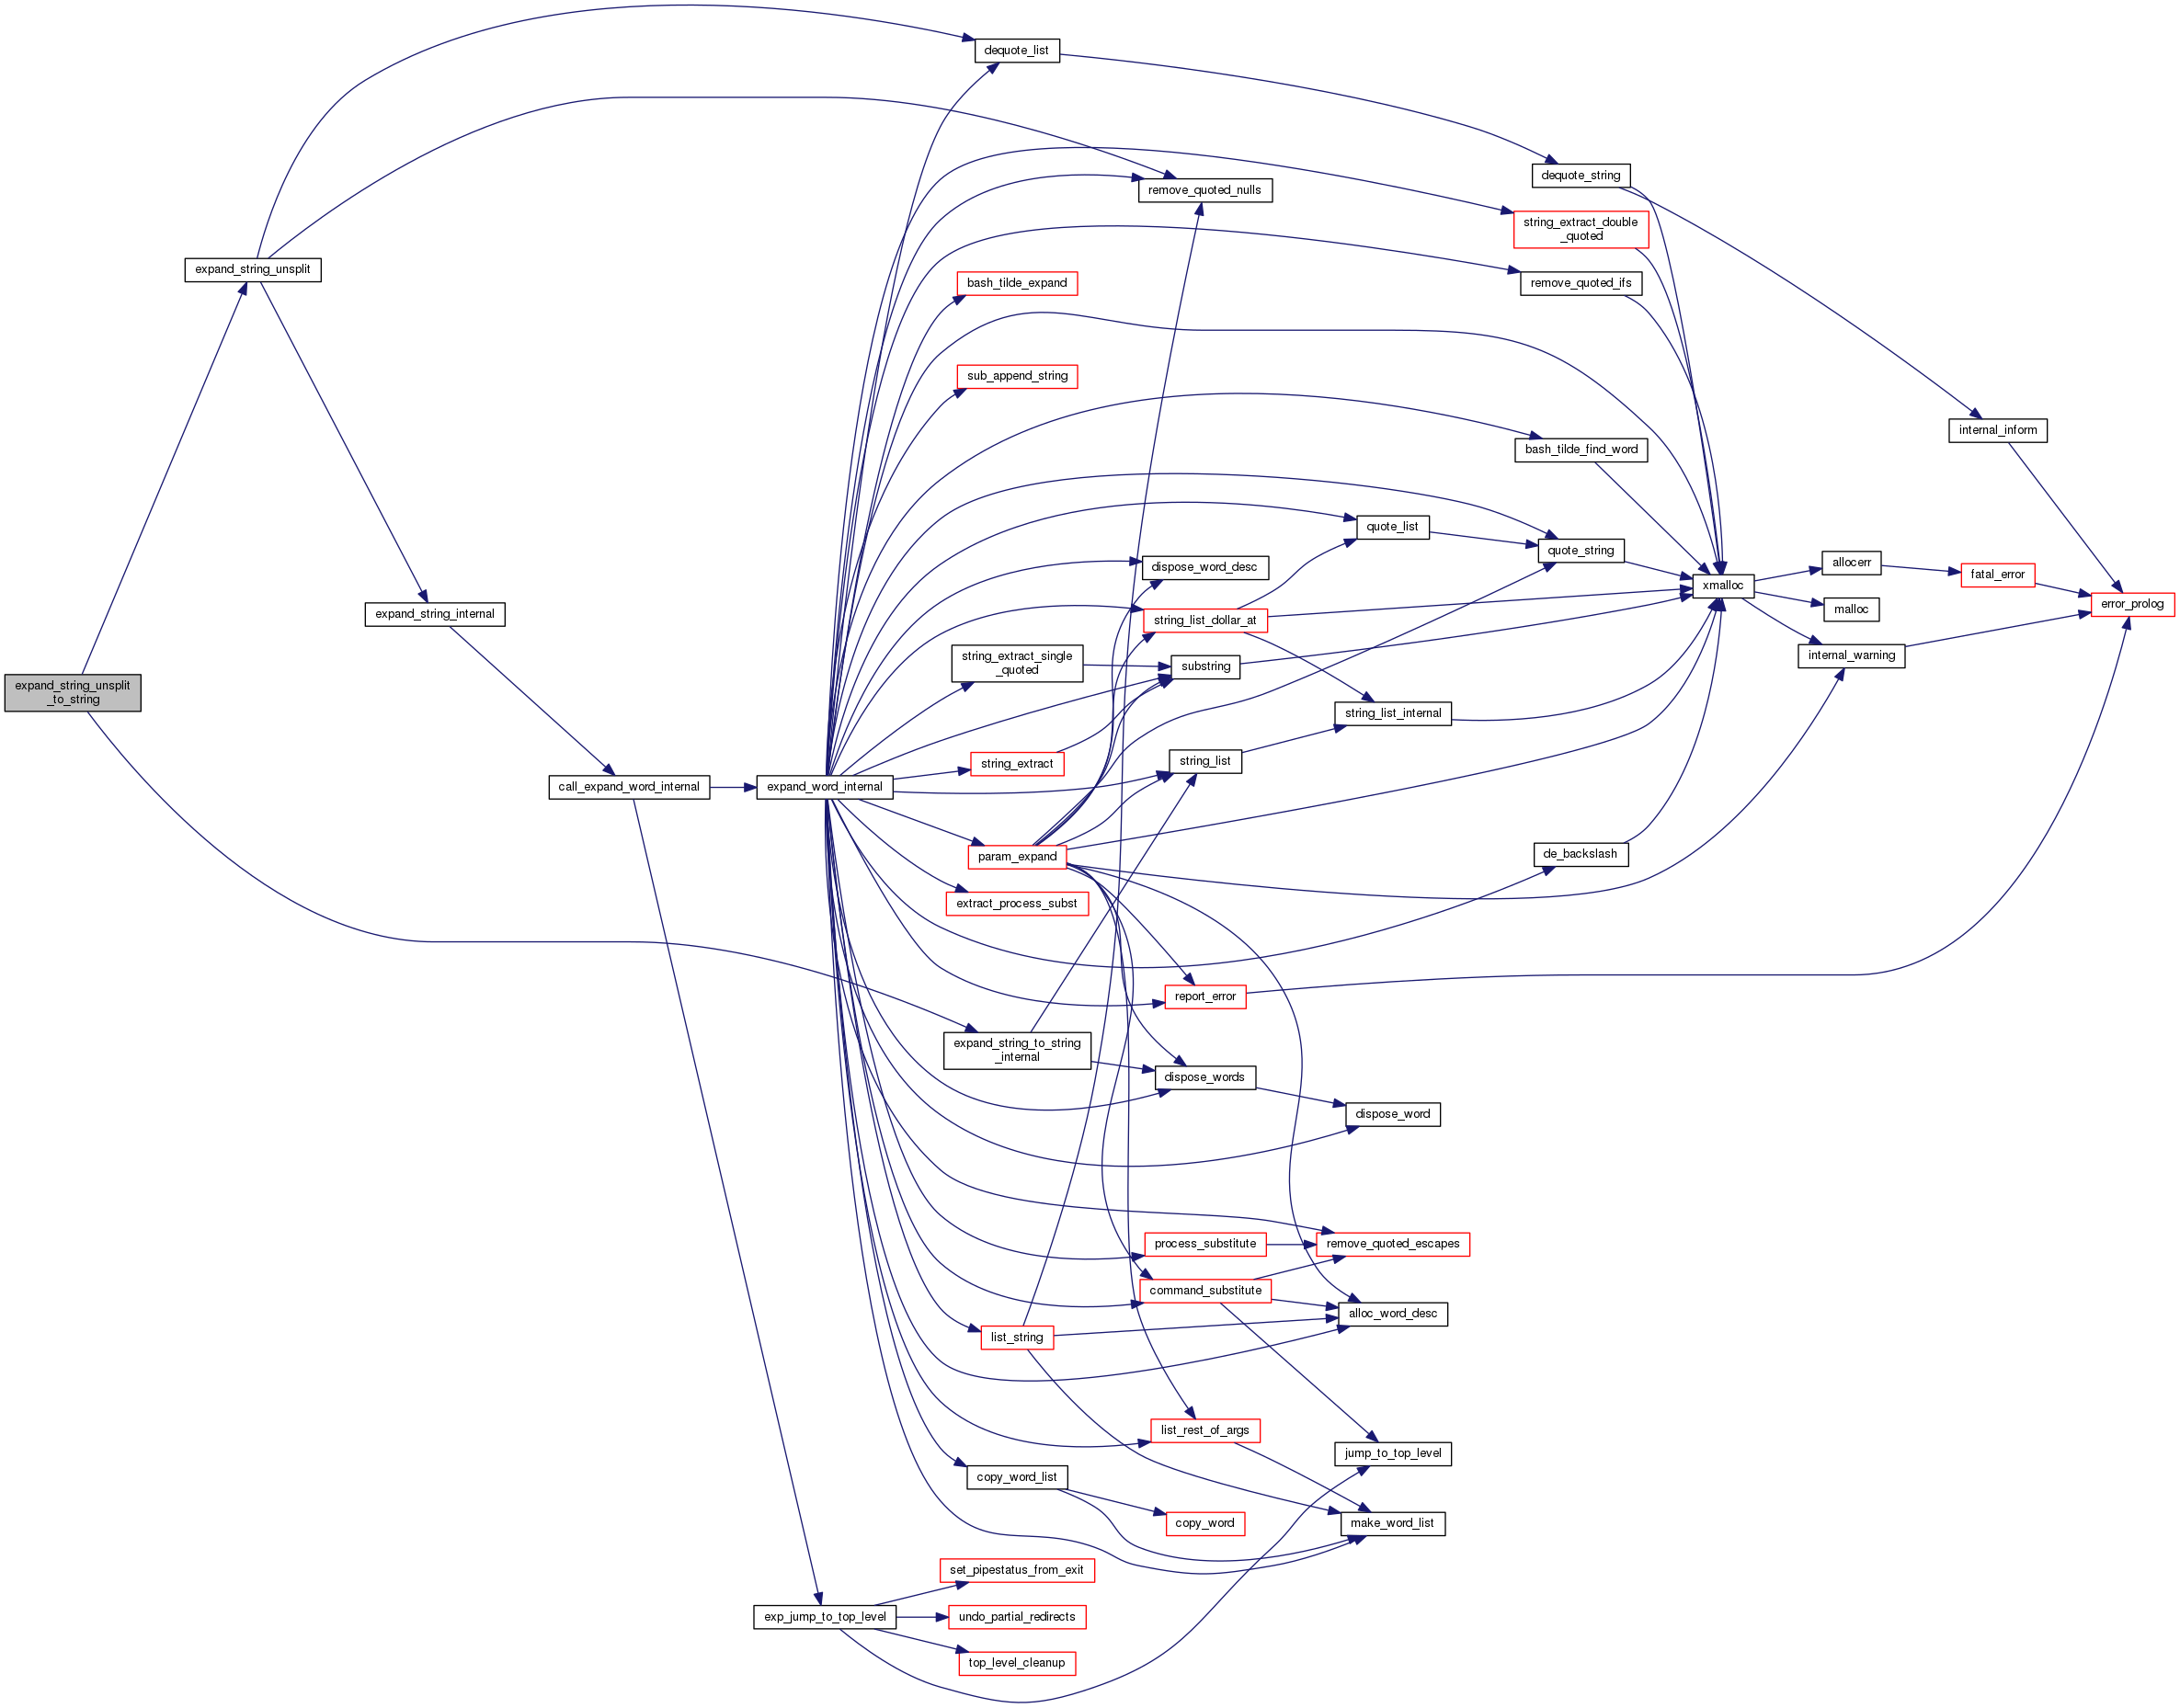 dequote_list
dequote_string
remove_quoted_nulls
string_extract_double
_quoted
expand_string_unsplit
bash_tilde_expand
remove_quoted_ifs
sub_append_string
internal_inform
bash_tilde_find_word
quote_list
quote_string
dispose_word_desc
allocerr
fatal_error
xmalloc
error_prolog
malloc
expand_string_internal
string_list_dollar_at
string_extract_single
_quoted
substring
internal_warning
expand_string_unsplit
_to_string
string_list_internal
string_list
string_extract
call_expand_word_internal
expand_word_internal
param_expand
de_backslash
extract_process_subst
report_error
expand_string_to_string
_internal
dispose_words
dispose_word
process_substitute
remove_quoted_escapes
command_substitute
alloc_word_desc
list_string
list_rest_of_args
jump_to_top_level
copy_word_list
copy_word
make_word_list
set_pipestatus_from_exit
exp_jump_to_top_level
undo_partial_redirects
top_level_cleanup